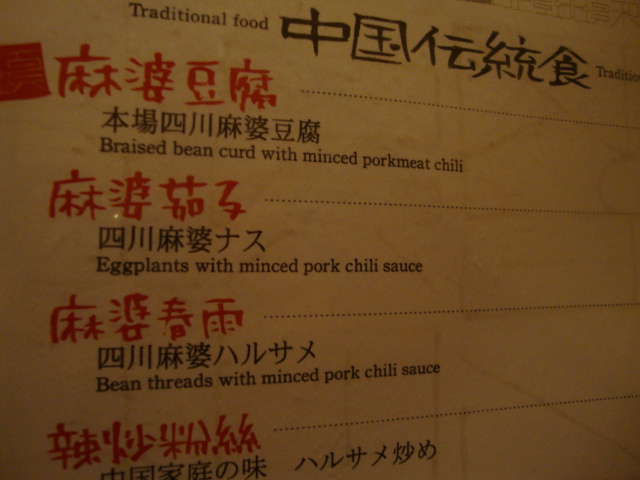 Traditional food 中国伝統食
麻婆豆腐
本場四川麻婆豆腐
Braised bean curd with minced porkmeat chili
麻婆茄子
四川麻婆ナス
Eggplants with minced pork chili sauce
麻婆春雨
四川麻婆ハルサメ
Bean threads with minced pork chili sauce
辣炒粉絲
中国家庭の味 ハルサメ炒め